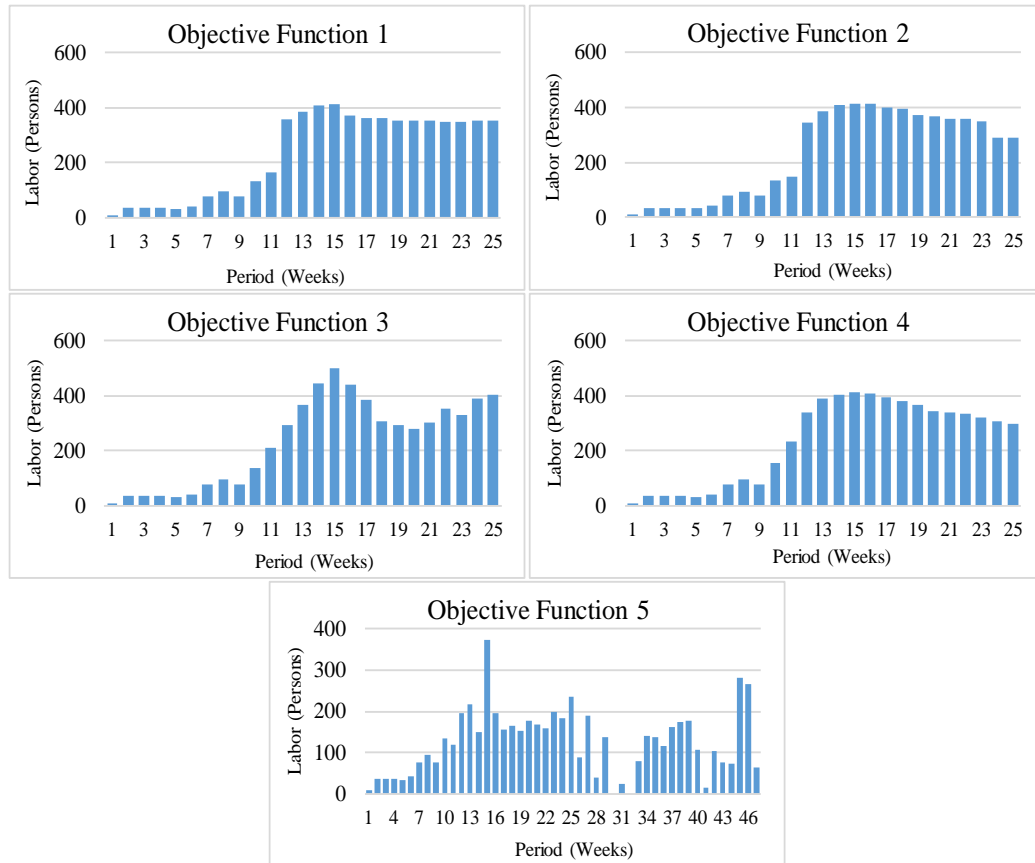 Objective Function 1
600
400
200
0
Labor (Persons)
1 3 5 7 9 11 13 15 17 19 21 23 25
Period (Weeks)
Objective Function 2
600
400
200
0
Labor (Persons)
1 3 5 7 9 11 13 15 17 19 21 23 25
Period (Weeks)
Objective Function 3
600
400
200
0
Labor (Persons)
1 3 5 7 9 11 13 15 17 19 21 23 25
Period (Weeks)
Objective Function 4
600
400
200
0
Labor (Persons)
1 3 5 7 9 11 13 15 17 19 21 23 25
Period (Weeks)
Objective Function 5
400
300
200
100
0
Labor (Persons)
1 4 7 10 13 16 19 22 25 28 31 34 37 40 43 46
Period (Weeks)